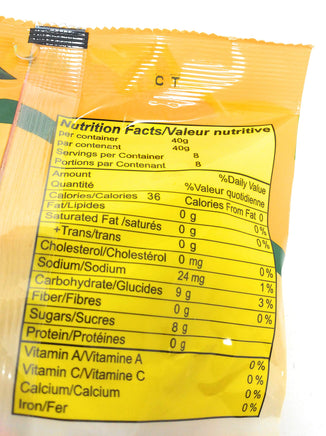 C T
Nutrition Facts/Valeur nutritive
per container 40g
par contenant 40g
Servings per Container 8
Portions par Contenant 8
Amount %Daily Value
Quantité %Valeur quotidienne
Calories/Calories 36 Calories From Fat 0
Fat/Lipides 0 g 0%
Saturated Fat /saturés 0 g 0%
+Trans/trans 0 g
Cholesterol/Cholestérol 0 mg 0%
Sodium/Sodium 24 mg 1%
Carbohydrate/Glucides 9 g 3%
Fiber/Fibres 0 g 0%
Sugars/Sucres 8 g
Protein/Protéines 0 g
Vitamin A/Vitamine A 0%
Vitamin C/Vitamine C 0%
Calcium/Calcium 0%
Iron/Fer 0%